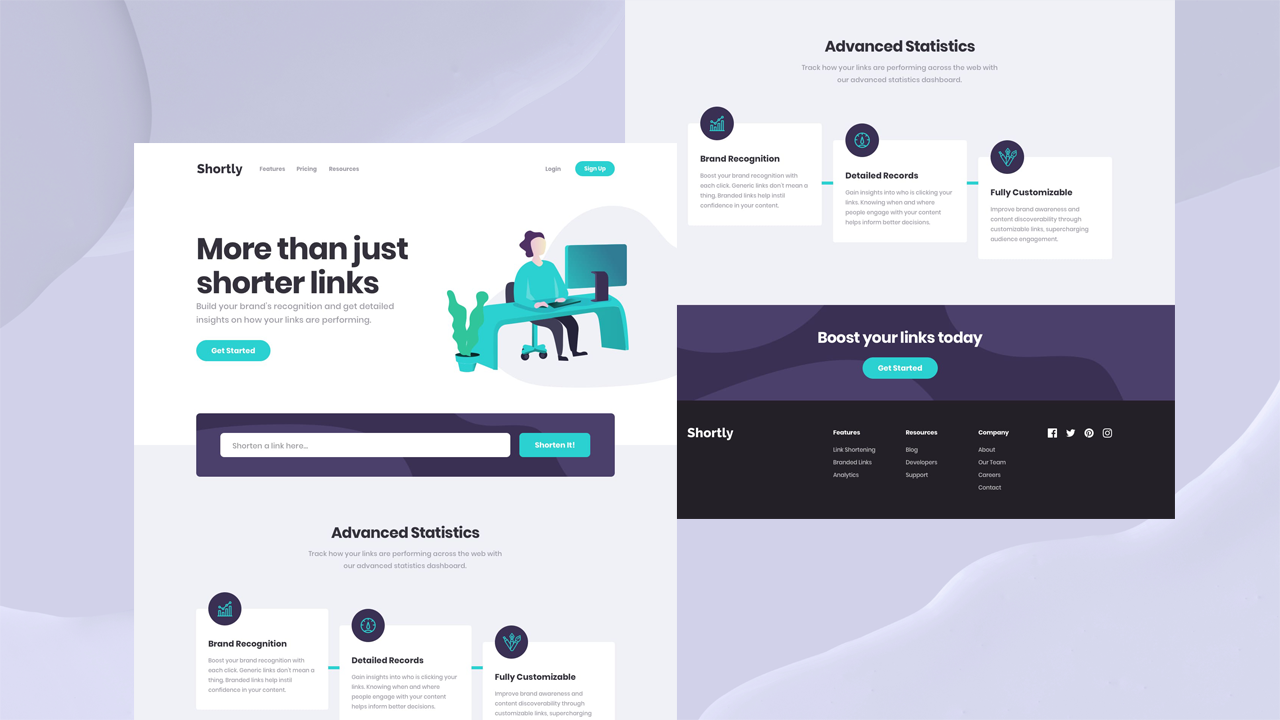 Shortly
Features
Pricing
Resources
Login
Sign Up
More than just
shorter links
Build your brand's recognition and get detailed
insights on how your links are performing.
Get Started
Shorten a link here...
Shorten It!
Advanced Statistics
Track how your links are performing across the web with
our advanced statistics dashboard.
Brand Recognition
Boost your brand recognition with
each click. Generic links don't mean a
thing. Branded links help instil
confidence in your content.
Detailed Records
Gain insights into who is clicking your
links. Knowing when and where
people engage with your content
helps inform better decisions.
Fully Customizable
Improve brand awareness and
content discoverability through
customizable links, supercharging
Advanced Statistics
Track how your links are performing across the web with
our advanced statistics dashboard.
Brand Recognition
Boost your brand recognition with
each click. Generic links don't mean a
thing. Branded links help instil
confidence in your content.
Detailed Records
Gain insights into who is clicking your
links. Knowing when and where
people engage with your content
helps inform better decisions.
Fully Customizable
Improve brand awareness and
content discoverability through
customizable links, supercharging
audience engagement.
Boost your links today
Get Started
Shortly
Features
Link Shortening
Branded Links
Analytics
Resources
Blog
Developers
Support
Company
About
Our Team
Careers
Contact